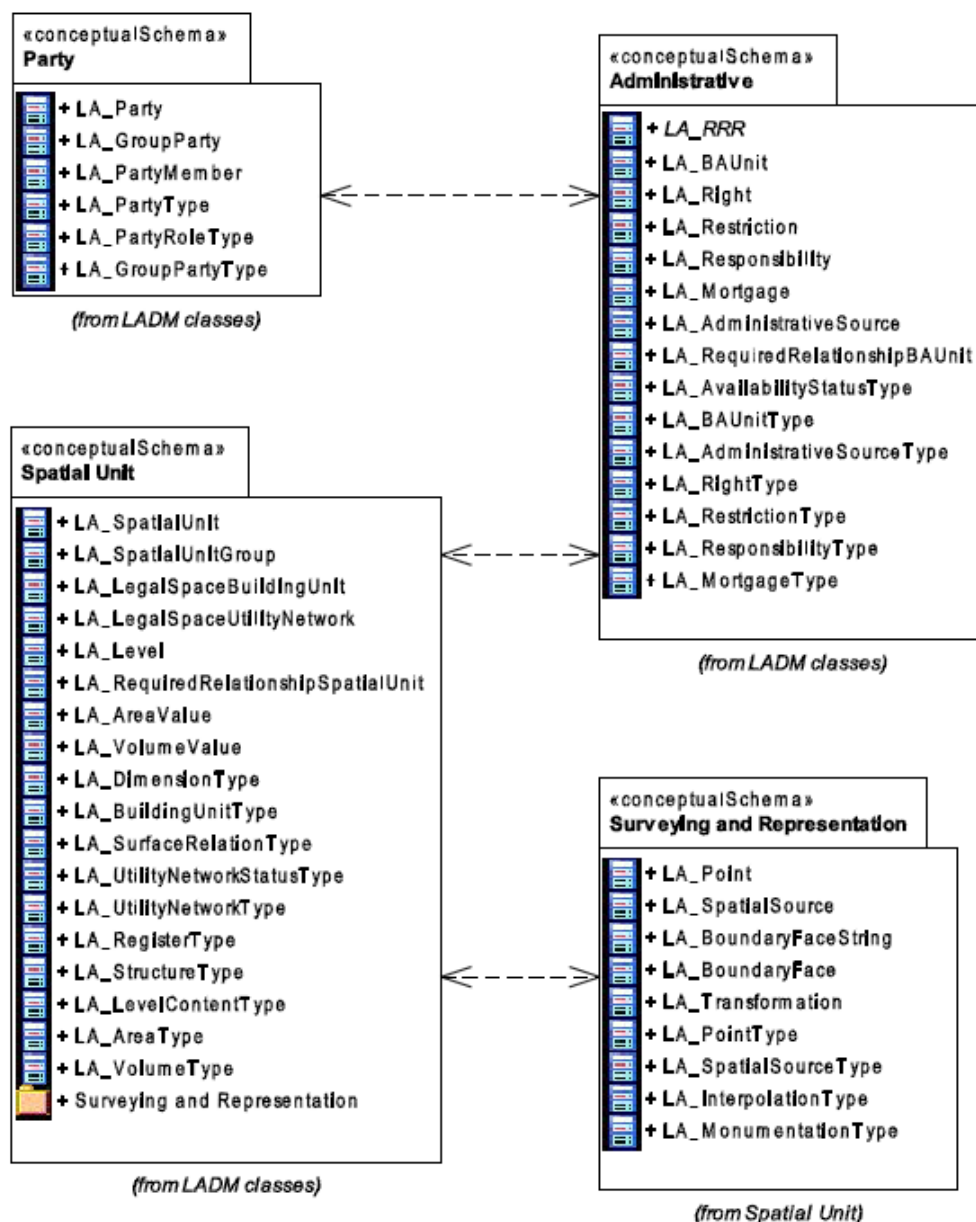 «conceptualSchema»
Party
+ LA_Party
+ LA_GroupParty
+ LA_PartyMember
+ LA_PartyType
+ LA_PartyRoleType
+ LA_GroupPartyType
(from LADM classes)
«conceptualSchema»
Administrative
+ LA_RRR
+ LA_BAUnit
+ LA_Right
+ LA_Restriction
+ LA_Responsibility
+ LA_Mortgage
+ LA_AdministrativeSource
+ LA_RequiredRelationshipBAUnit
+ LA_AvailabilityStatusType
+ LA_BAUnitType
+ LA_AdministrativeSourceType
+ LA_RightType
+ LA_RestrictionType
+ LA_ResponsibilityType
+ LA_MortgageType
(from LADM classes)
«conceptualSchema»
Spatial Unit
+ LA_SpatialUnit
+ LA_SpatialUnitGroup
+ LA_LegalSpaceBuildingUnit
+ LA_LegalSpaceUtilityNetwork
+ LA_Level
+ LA_RequiredRelationshipSpatialUnit
+ LA_AreaValue
+ LA_VolumeValue
+ LA_DimensionType
+ LA_BuildingUnitType
+ LA_SurfaceRelationType
+ LA_UtilityNetworkStatusType
+ LA_UtilityNetworkType
+ LA_RegisterType
+ LA_StructureType
+ LA_LevelContentType
+ LA_AreaType
+ LA_VolumeType
+ Surveying and Representation
(from LADM classes)
«conceptualSchema»
Surveying and Representation
+ LA_Point
+ LA_SpatialSource
+ LA_BoundaryFaceString
+ LA_BoundaryFace
+ LA_Transformation
+ LA_PointType
+ LA_SpatialSourceType
+ LA_InterpolationType
+ LA_MonumentationType
(from Spatial Unit)